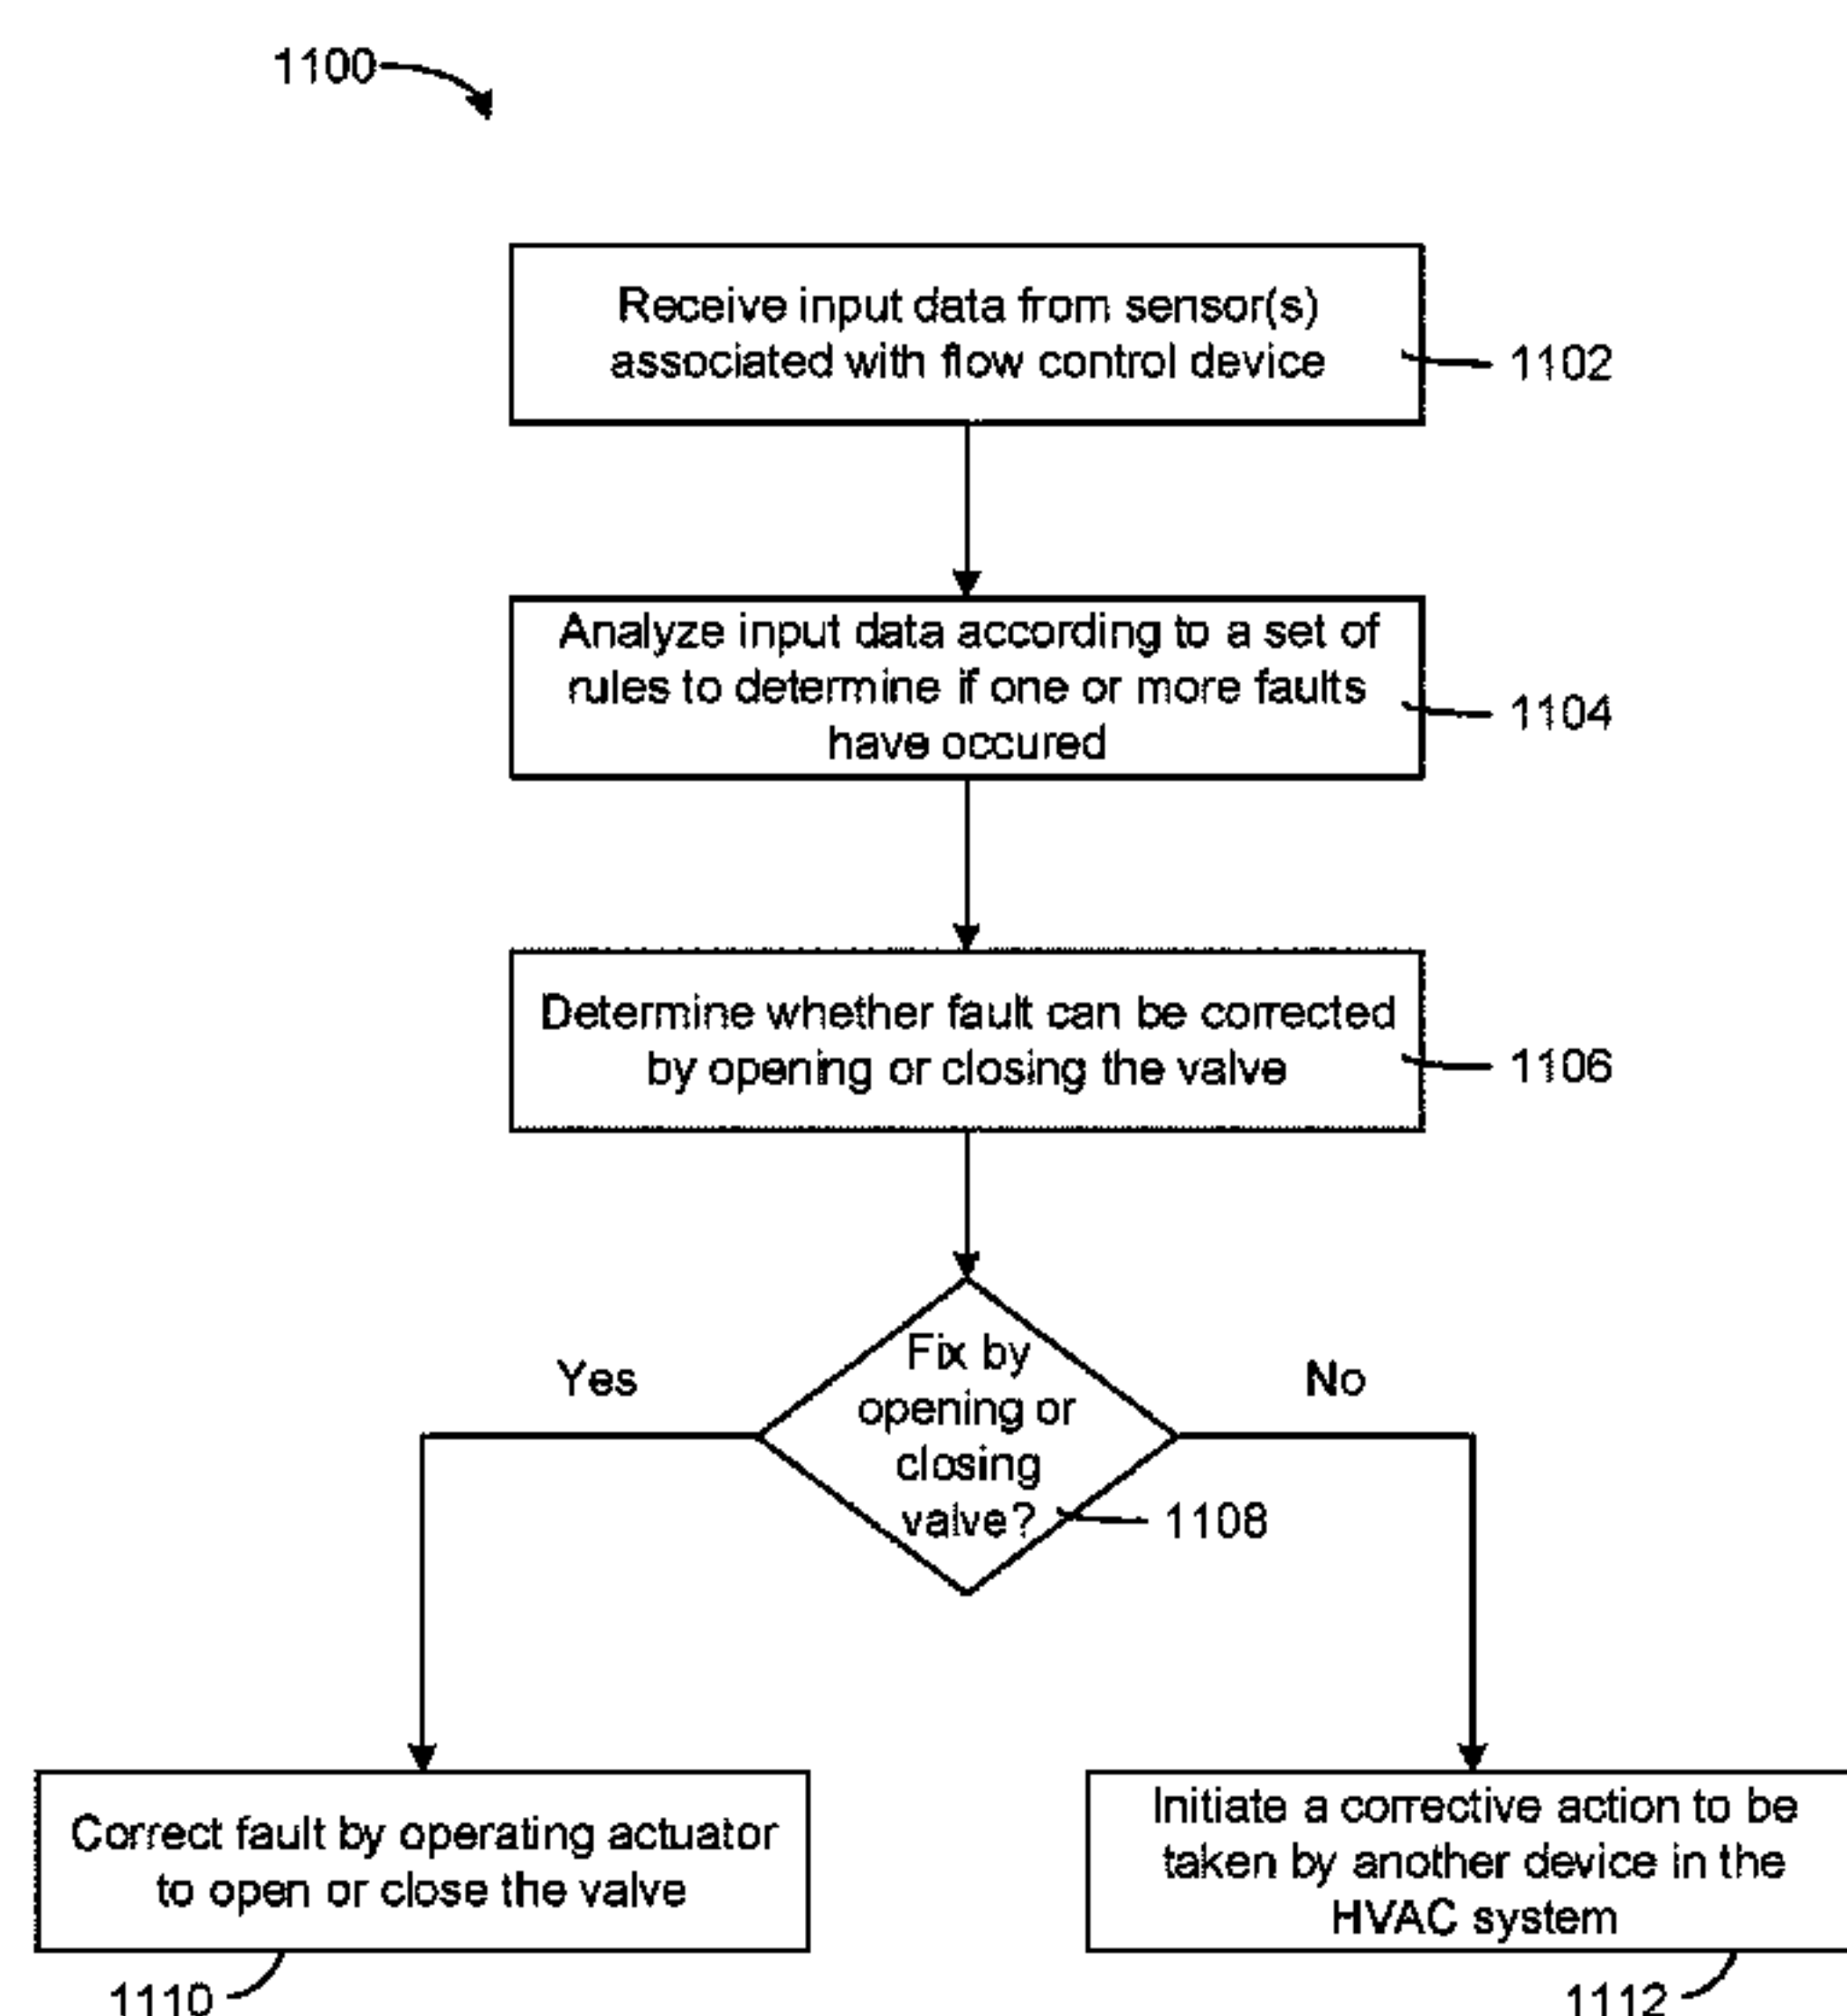 1100
Receive input data from sensor(s)
associated with flow control device
1102
Analyze input data according to a set of
rules to determine if one or more faults
have occured
1104
Determine whether fault can be corrected
by opening or closing the valve
1106
Fix by
opening or
closing
valve?
1108
Yes
No
Correct fault by operating actuator
to open or close the valve
1110
Initiate a corrective action to be
taken by another device in the
HVAC system
1112